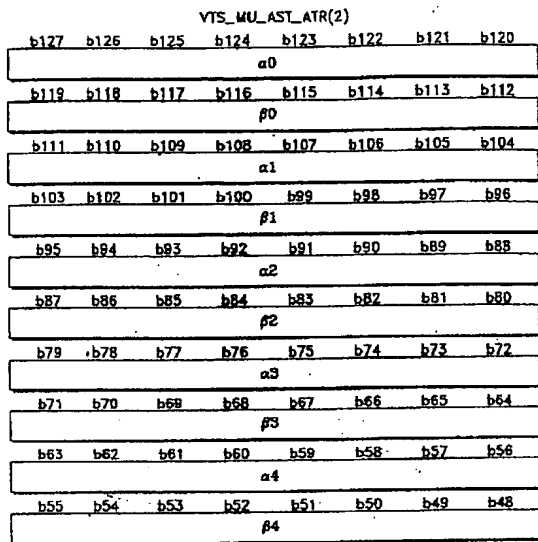 VTS_MU_AST_ATR(2)
b127 b126 b125 b124 b123 b122 b121 b120
α0
b119 b118 b117 b116 b115 b114 b113 b112
β0
b111 b110 b109 b108 b107 b106 b105 b104
α1
b103 b102 b101 b100 b99 b98 b97 b96
β1
b95 b94 b93 b92 b91 b90 b89 b88
α2
b87 b86 b85 b84 b83 b82 b81 b80
β2
b79 b78 b77 b76 b75 b74 b73 b72
α3
b71 b70 b69 b68 b67 b66 b65 b64
β3
b63 b62 b61 b60 b59 b58 b57 b56
α4
b55 b54 b53 b52 b51 b50 b49 b48
β4